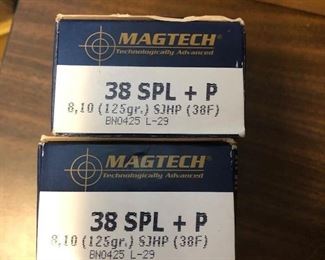 MAGTECH
Technologically Advanced
38 SPL + P
8,10 (125gr.) SJHP (38F)
BN0425 L-29
MAGTECH
Technologically Advanced
38 SPL + P
8,10 (125gr.) SJHP (38F)
BN0425 L-29